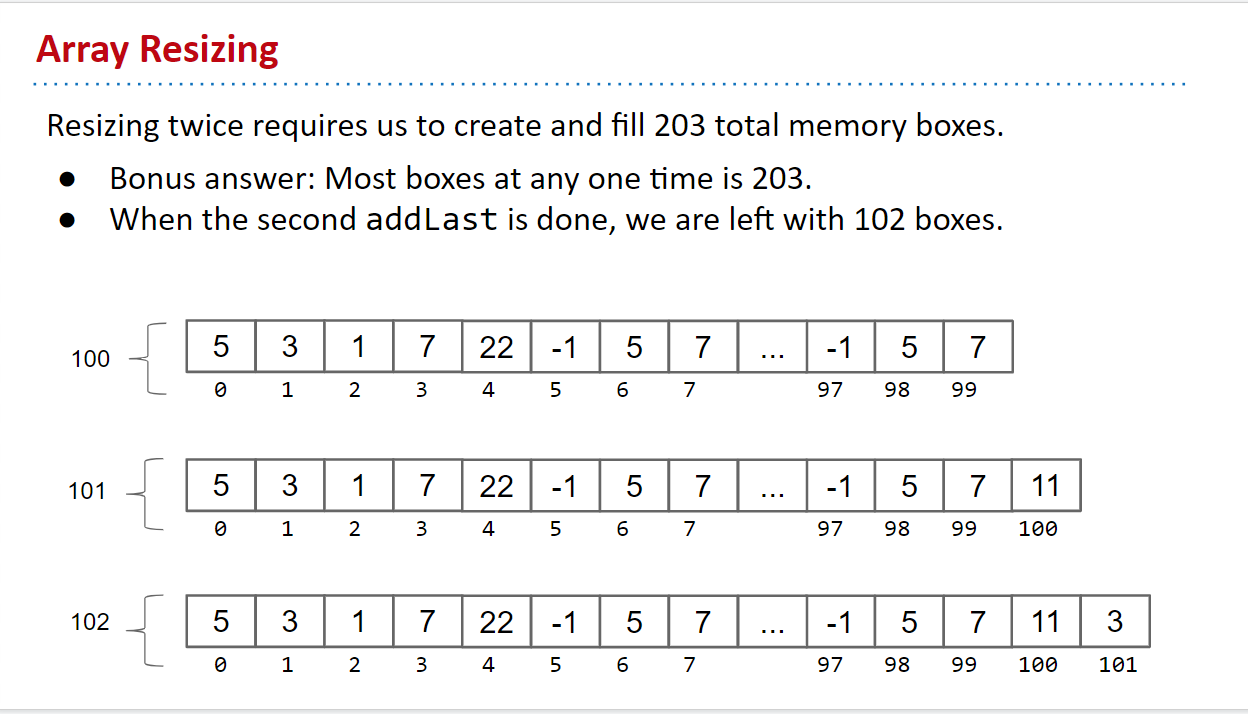 Array Resizing
Resizing twice requires us to create and fill 203 total memory boxes.
● Bonus answer: Most boxes at any one time is 203.
● When the second addLast is done, we are left with 102 boxes.
100 5 3 1 7 22 -1 5 7 ... -1 5 7
0 1 2 3 4 5 6 7 97 98 99
101 5 3 1 7 22 -1 5 7 ... -1 5 7 11
0 1 2 3 4 5 6 7 97 98 99 100
102 5 3 1 7 22 -1 5 7 ... -1 5 7 11 3
0 1 2 3 4 5 6 7 97 98 99 100 101